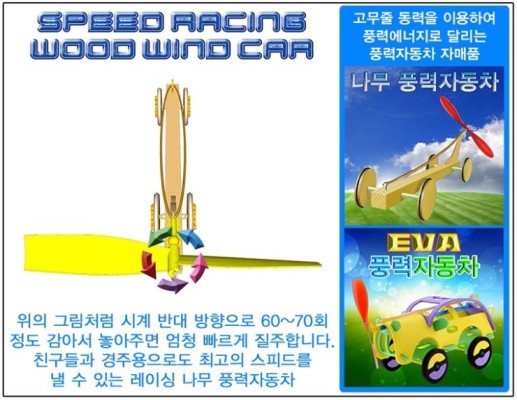 SPEED RACING
WOOD WIND CAR
위의 그림처럼 시계 반대 방향으로 60~70회
정도 감아서 놓아주면 엄청 빠르게 질주합니다.
친구들과 경주용으로도 최고의 스피드를
낼 수 있는 레이싱 나무 풍력자동차
고무줄 동력을 이용하여
풍력에너지로 달리는
풍력자동차 자매품
나무 풍력자동차
EVA
풍력자동차